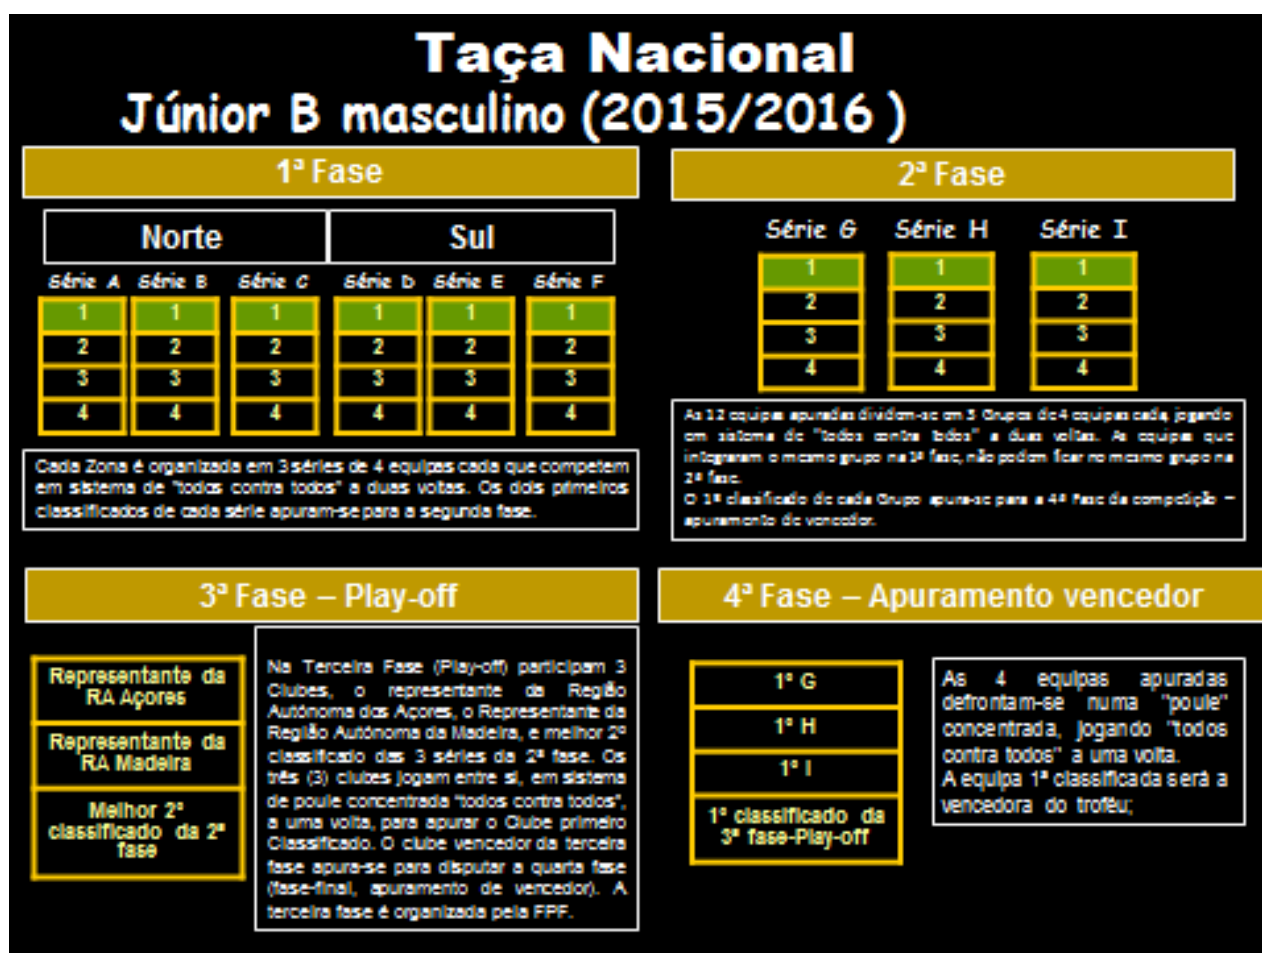 Taça Nacional
Júnior B masculino (2015/2016 )
1ª Fase
Norte Sul
Série A Série B Série C Série D Série E Série F
1 1 1 1 1 1
2 2 2 2 2 2
3 3 3 3 3 3
4 4 4 4 4 4
Cada Zona é organizada em 3 séries de 4 equipas cada que competem
em sistema de "todos contra todos" a duas voltas. Os dois primeiros
classificados de cada série apuram-se para a segunda fase.
2ª Fase
Série G Série H Série I
1 1 1
2 2 2
3 3 3
4 4 4
As 12 equipas apuradas dividem-se em 3 Grupos de 4 equipas cada, jogando
em sistema de "todos contra todos" a duas voltas. As equipas que
integraram o mesmo grupo na 1ª fase, não podem ficar no mesmo grupo na
2ª fase.
O 1º classificado de cada Grupo apura-se para a 4ª Fase da competição –
apuramento de vencedor.
3ª Fase – Play-off
Representante da
RA Açores
Representante da
RA Madeira
Melhor 2º
classificado da 2ª
fase
Na Terceira Fase (Play-off) participam 3
Clubes, o representante da Região
Autónoma dos Açores, o Representante da
Região Autónoma da Madeira, e melhor 2º
classificado das 3 séries da 2ª fase. Os
três (3) clubes jogam entre si, em sistema
de poule concentrada "todos contra todos",
a uma volta, para apurar o Clube primeiro
Classificado. O clube vencedor da terceira
fase apura-se para disputar a quarta fase
(fase-final, apuramento de vencedor). A
terceira fase é organizada pela FPF.
4ª Fase – Apuramento vencedor
1º G
1º H
1º I
1º classificado da
3ª fase-Play-off
As 4 equipas apuradas
defrontam-se numa "poule"
concentrada, jogando "todos
contra todos" a uma volta.
A equipa 1ª classificada será a
vencedora do troféu;